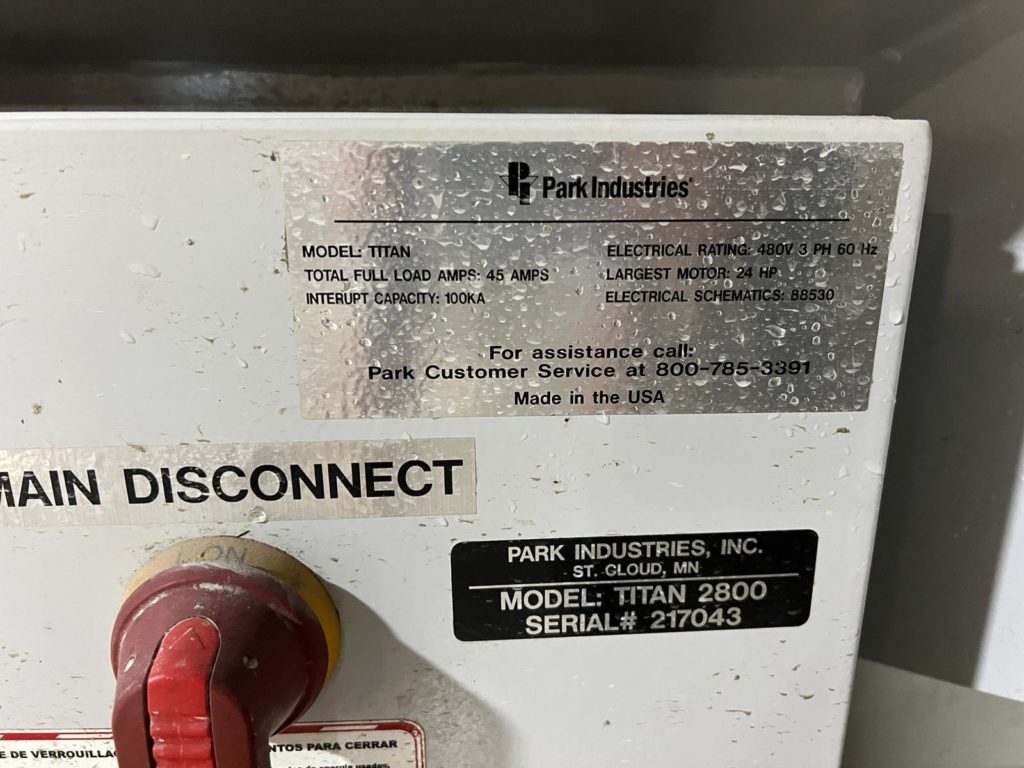 Park Industries®
MODEL: TITAN
ELECTRICAL RATING: 480V 3 PH 60 Hz
TOTAL FULL LOAD AMPS: 45 AMPS
LARGEST MOTOR: 24 HP
INTERUPT CAPACITY: 100KA
ELECTRICAL SCHEMATICS: 88530
For assistance call:
Park Customer Service at 800-785-3391
Made in the USA
MAIN DISCONNECT
ON
PARK INDUSTRIES, INC.
ST. CLOUD, MN
MODEL: TITAN 2800
SERIAL# 217043
DE VERROUILLA
NTOS PARA CERRAR